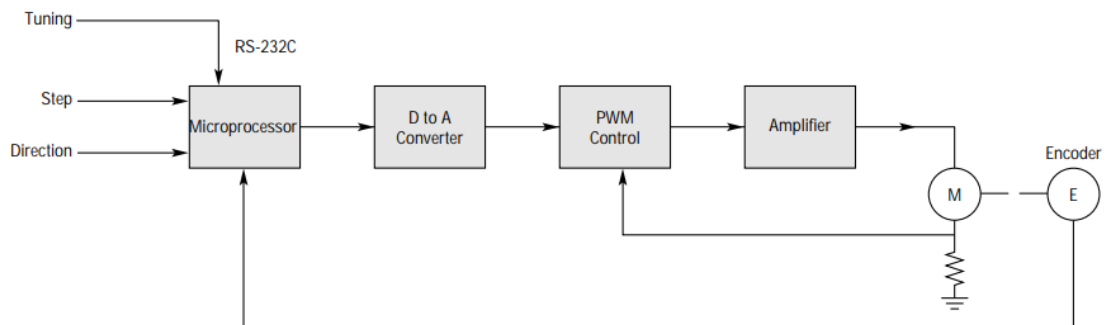 Tuning
RS-232C
Step
Direction
Microprocessor
D to A
Converter
PWM
Control
Amplifier
Encoder
M
E